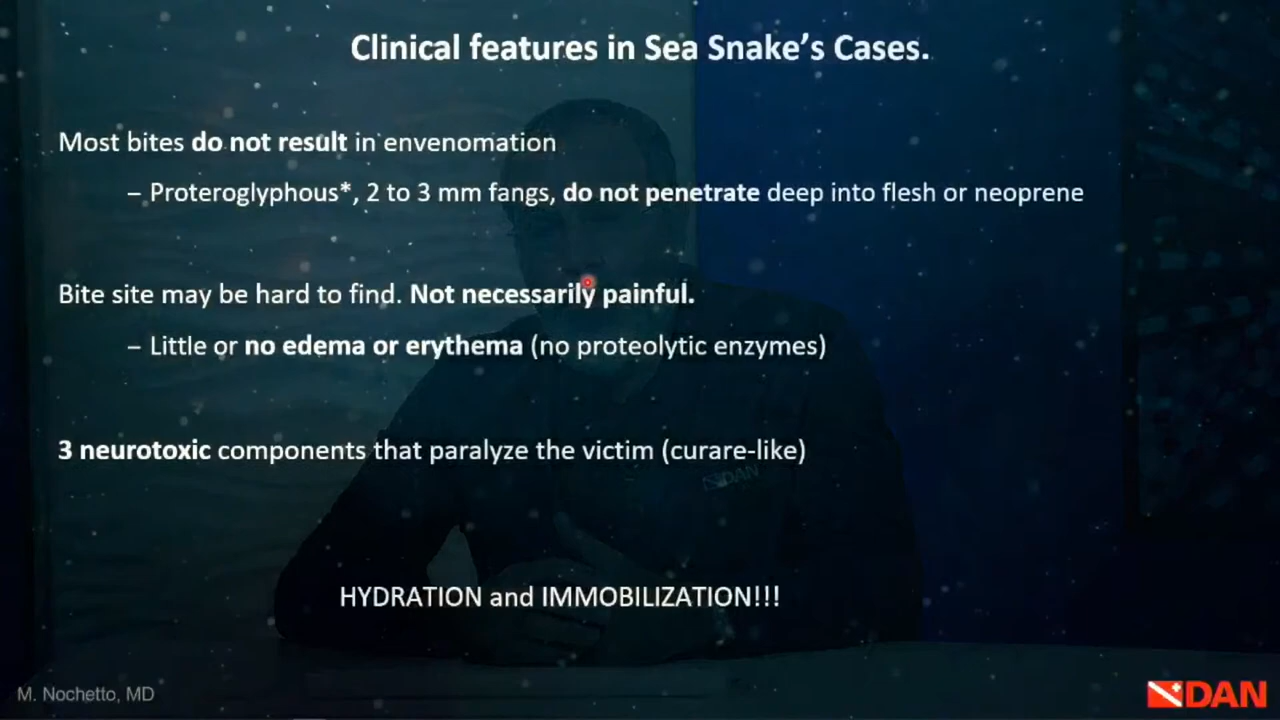 Clinical features in Sea Snake's Cases.
Most bites do not result in envenomation
– Proteroglyphous*, 2 to 3 mm fangs, do not penetrate deep into flesh or neoprene
Bite site may be hard to find. Not necessarily painful.
– Little or no edema or erythema (no proteolytic enzymes)
3 neurotoxic components that paralyze the victim (curare-like)
DAN
HYDRATION and IMMOBILIZATION!!!
M. Nochetto, MD
DAN